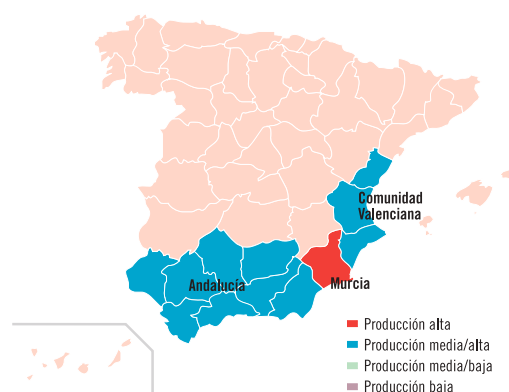 Comunidad
Valenciana
Andalucía
Murcia
Producción alta
Producción media/alta
Producción media/baja
Producción baja